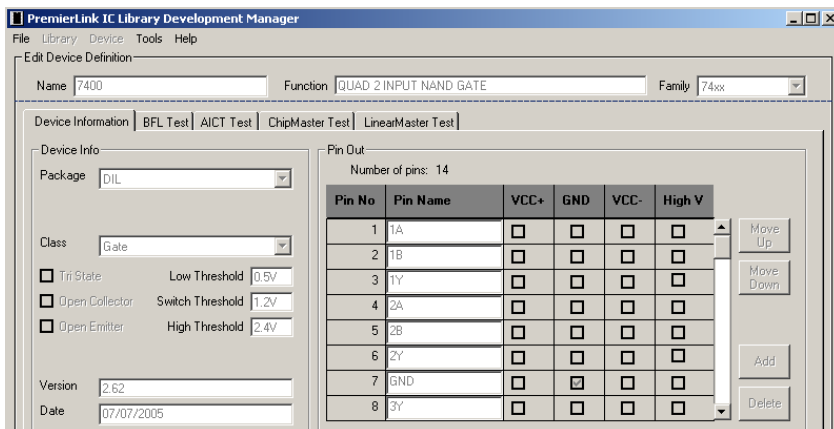 PremierLink IC Library Development Manager
File Library Device Tools Help
Edit Device Definition
Name 7400 Function QUAD 2 INPUT NAND GATE Family 74xx
Device Information BFL Test AICT Test ChipMaster Test LinearMaster Test
Device Info
Package DIL
Class Gate
Tri State Low Threshold 0.5V
Open Collector Switch Threshold 1.2V
Open Emitter High Threshold 2.4V
Version 2.62
Date 07/07/2005
Pin Out
Number of pins: 14
Pin No Pin Name VCC+ GND VCC- High V
1 1A
2 1B
3 1Y
4 2A
5 2B
6 2Y
7 GND
8 3Y
Move Up
Move Down
Add
Delete